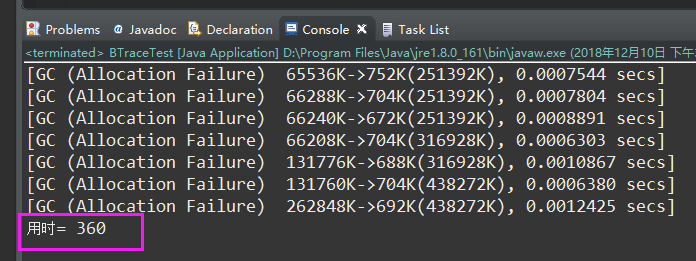 Problems @ Javadoc Declaration Console Task List
<terminated> BTraceTest [Java Application] D:\Program Files\Java\jre1.8.0_161\bin\javaw.exe (2018年12月10日 下午
[GC (Allocation Failure)  65536K->752K(251392K), 0.0007544 secs]
[GC (Allocation Failure)  66288K->704K(251392K), 0.0007804 secs]
[GC (Allocation Failure)  66240K->672K(251392K), 0.0008891 secs]
[GC (Allocation Failure)  66208K->704K(316928K), 0.0006303 secs]
[GC (Allocation Failure)  131776K->688K(316928K), 0.0010867 secs]
[GC (Allocation Failure)  131760K->704K(438272K), 0.0006380 secs]
[GC (Allocation Failure)  262848K->692K(438272K), 0.0012425 secs]
用时= 360